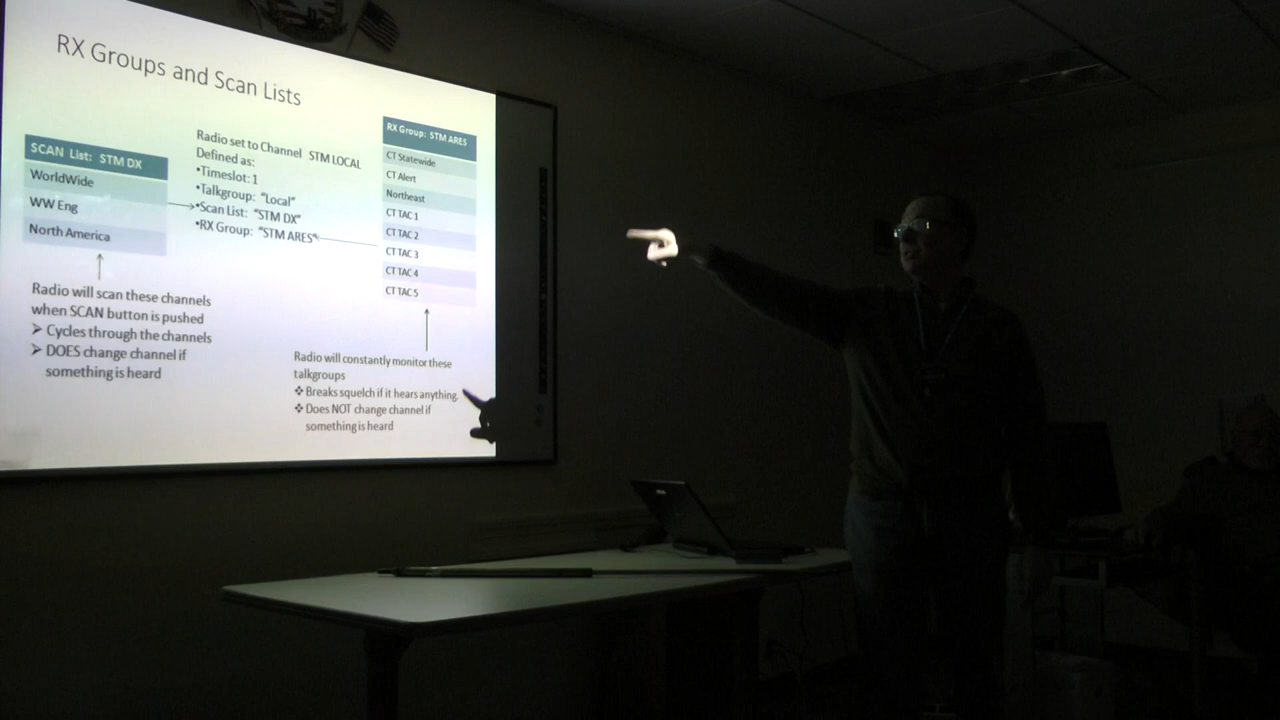 RX Groups and Scan Lists
SCAN List: STM DX
WorldWide
WW Eng
North America
Radio set to Channel STM LOCAL
Defined as:
•Timeslot: 1
•Talkgroup: "Local"
•Scan List: "STM DX"
•RX Group: "STM ARES"
RX Group: STM ARES
CT Statewide
CT Alert
Northeast
CT TAC 1
CT TAC 2
CT TAC 3
CT TAC 4
CT TAC 5
Radio will scan these channels
when SCAN button is pushed
➢ Cycles through the channels
➢ DOES change channel if
something is heard
Radio will constantly monitor these
talkgroups
❖ Breaks squelch if it hears anything.
❖ Does NOT change channel if
something is heard